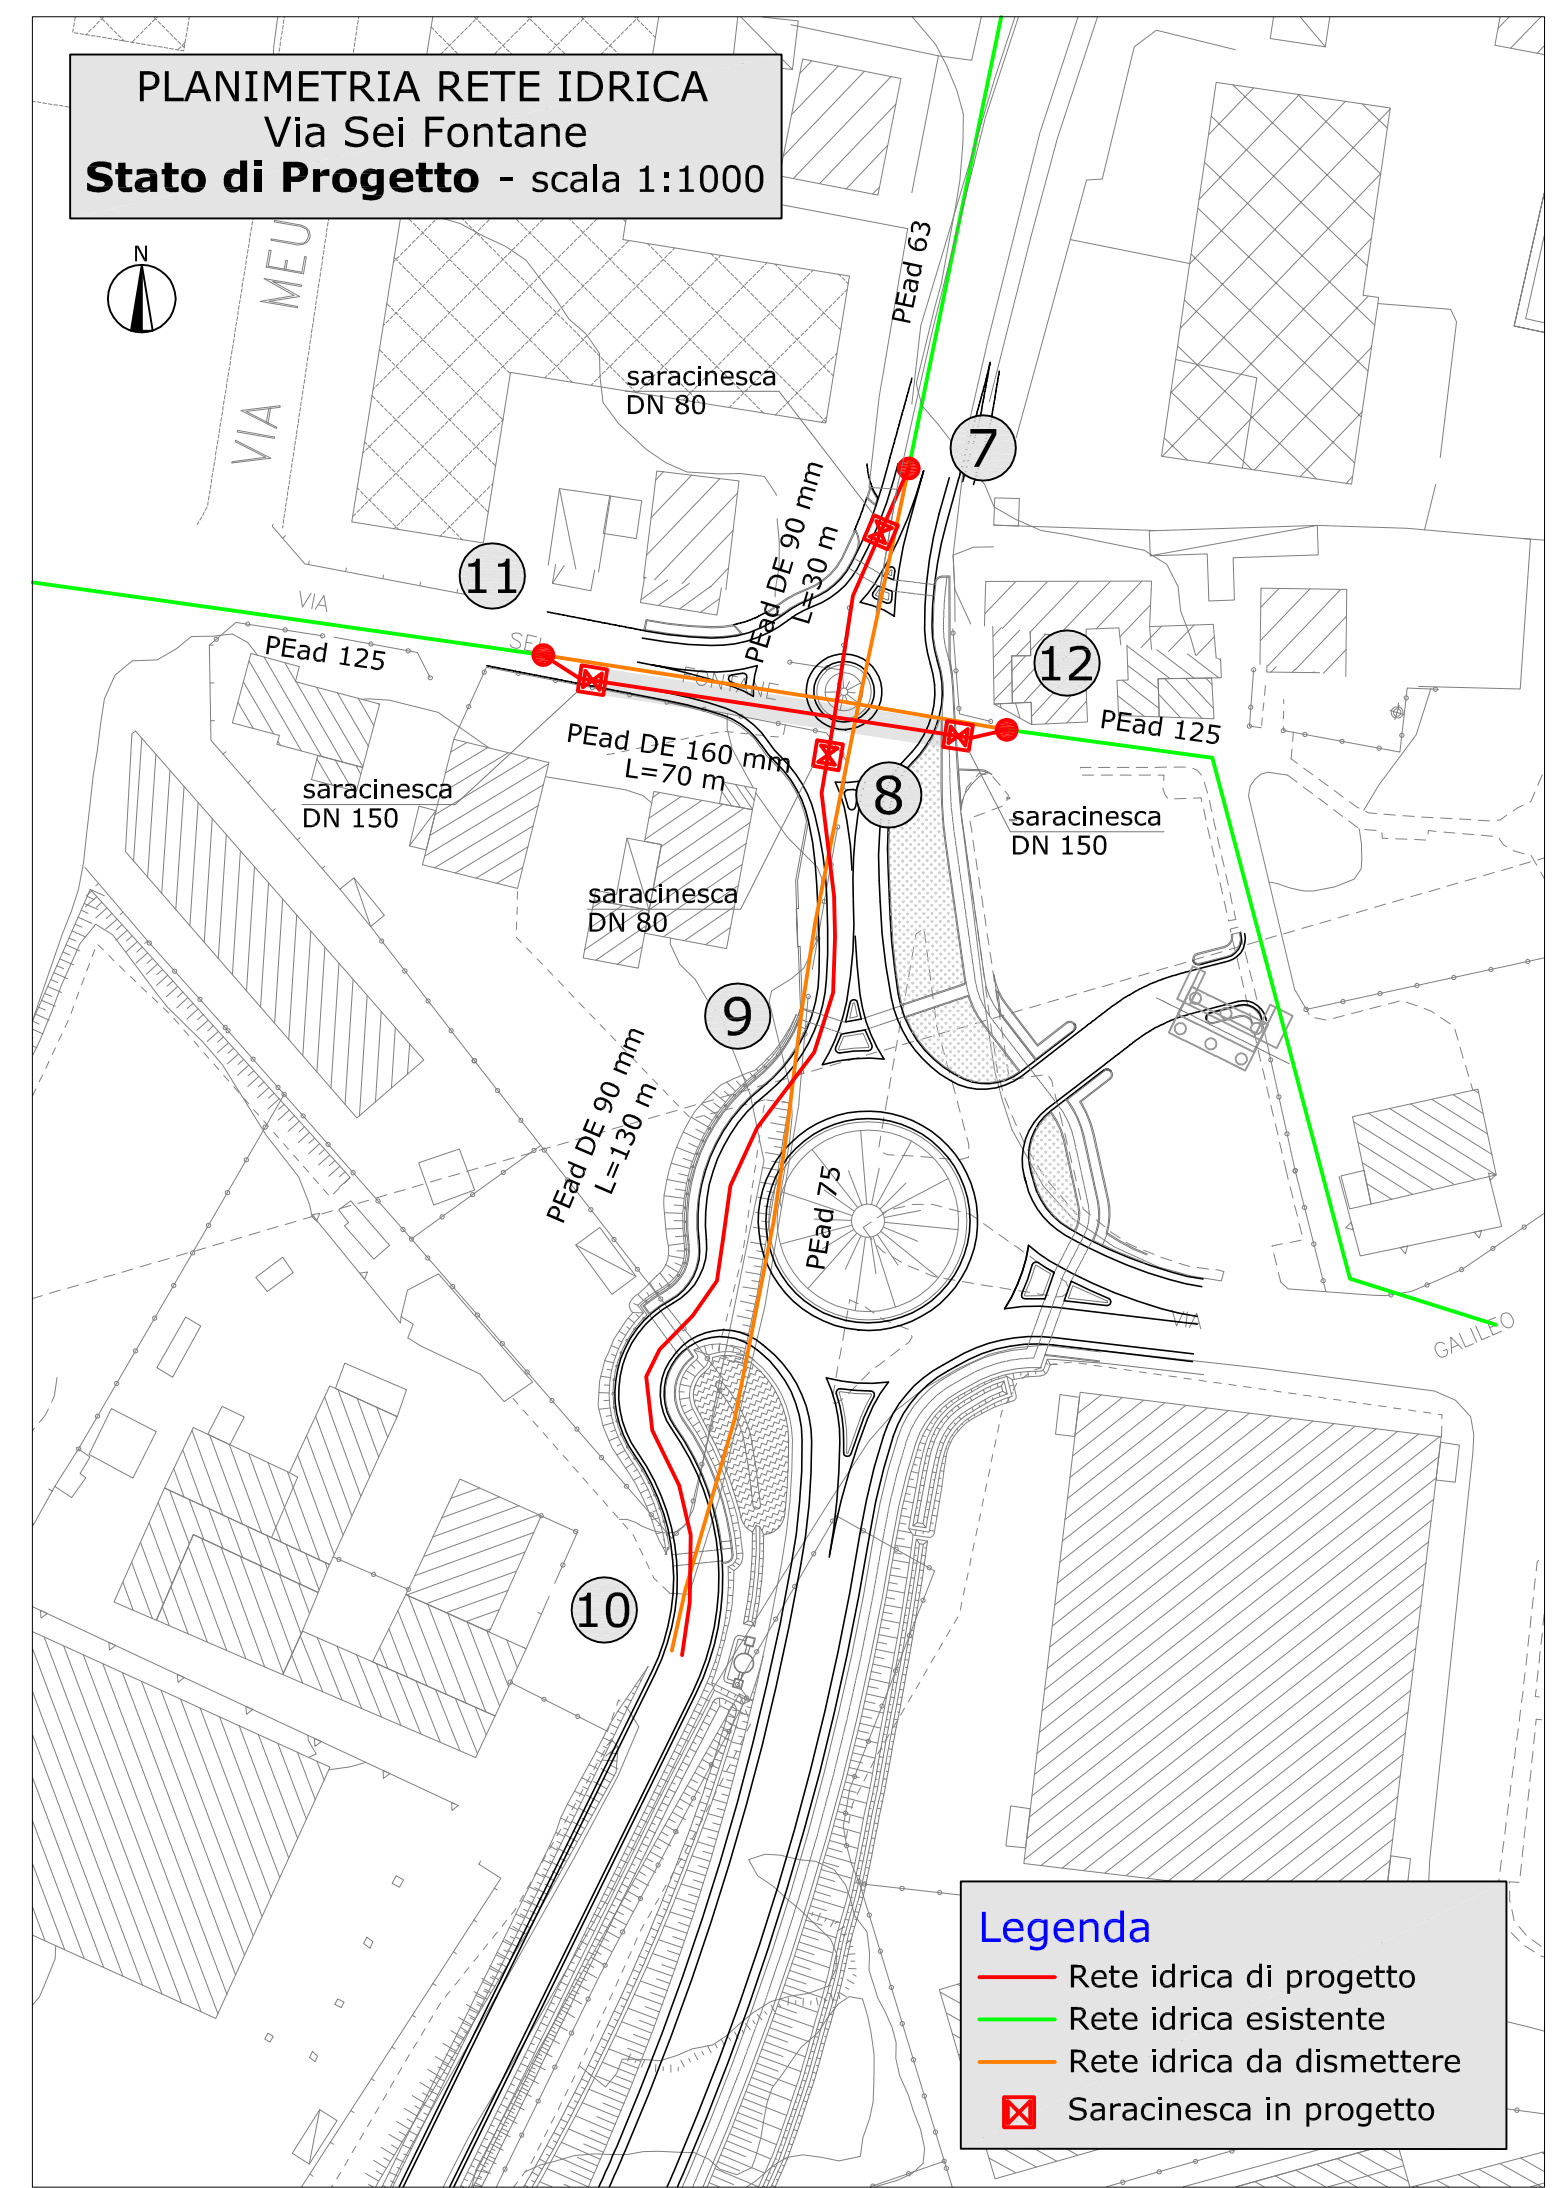 PLANIMETRIA RETE IDRICA
Via Sei Fontane
Stato di Progetto - scala 1:1000
N
VIA MEU
PEad 63
saracinesca
DN 80
7
PEad DE 90 mm
L=30 m
11
VIA
SEI
FONTANE
PEad 125
12
PEad 125
PEad DE 160 mm
L=70 m
8
saracinesca
DN 150
saracinesca
DN 150
saracinesca
DN 80
9
PEad DE 90 mm
L=130 m
PEad 75
VIA
GALILEO
10
Legenda
Rete idrica di progetto
Rete idrica esistente
Rete idrica da dismettere
Saracinesca in progetto